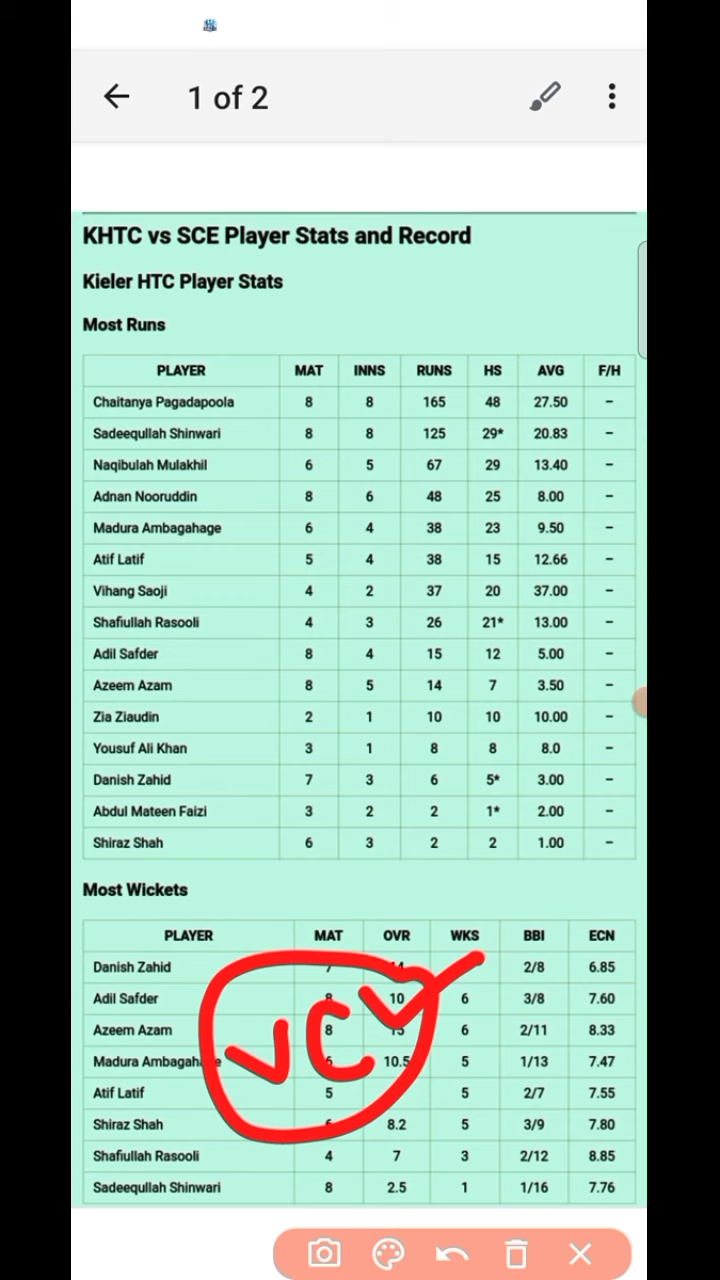 1 of 2
KHTC vs SCE Player Stats and Record
Kieler HTC Player Stats
Most Runs
PLAYER MAT INNS RUNS HS AVG F/H
Chaitanya Pagadapoola 8 8 165 48 27.50 –
Sadeequllah Shinwari 8 8 125 29* 20.83 –
Naqibulah Mulakhil 6 5 67 29 13.40 –
Adnan Nooruddin 8 6 48 25 8.00 –
Madura Ambagahage 6 4 38 23 9.50 –
Atif Latif 5 4 38 15 12.66 –
Vihang Saoji 4 2 37 20 37.00 –
Shafiullah Rasooli 4 3 26 21* 13.00 –
Adil Safder 8 4 15 12 5.00 –
Azeem Azam 8 5 14 7 3.50 –
Zia Ziaudin 2 1 10 10 10.00 –
Yousuf Ali Khan 3 1 8 8 8.0 –
Danish Zahid 7 3 6 5* 3.00 –
Abdul Mateen Faizi 3 2 2 1* 2.00 –
Shiraz Shah 6 3 2 2 1.00 –
Most Wickets
PLAYER MAT OVR WKS BBI ECN
Danish Zahid 7 14 2/8 6.85
Adil Safder 8 10 6 3/8 7.60
Azeem Azam 8 15 6 2/11 8.33
Madura Ambagahage 6 10.5 5 1/13 7.47
Atif Latif 5 5 2/7 7.55
Shiraz Shah 6 8.2 5 3/9 7.80
Shafiullah Rasooli 4 7 3 2/12 8.85
Sadeequllah Shinwari 8 2.5 1 1/16 7.76
VC